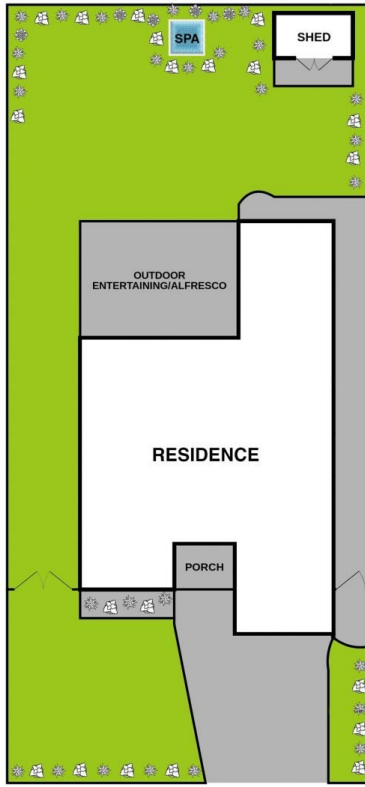 SPA
SHED
OUTDOOR
ENTERTAINING/ALFRESCO
RESIDENCE
PORCH